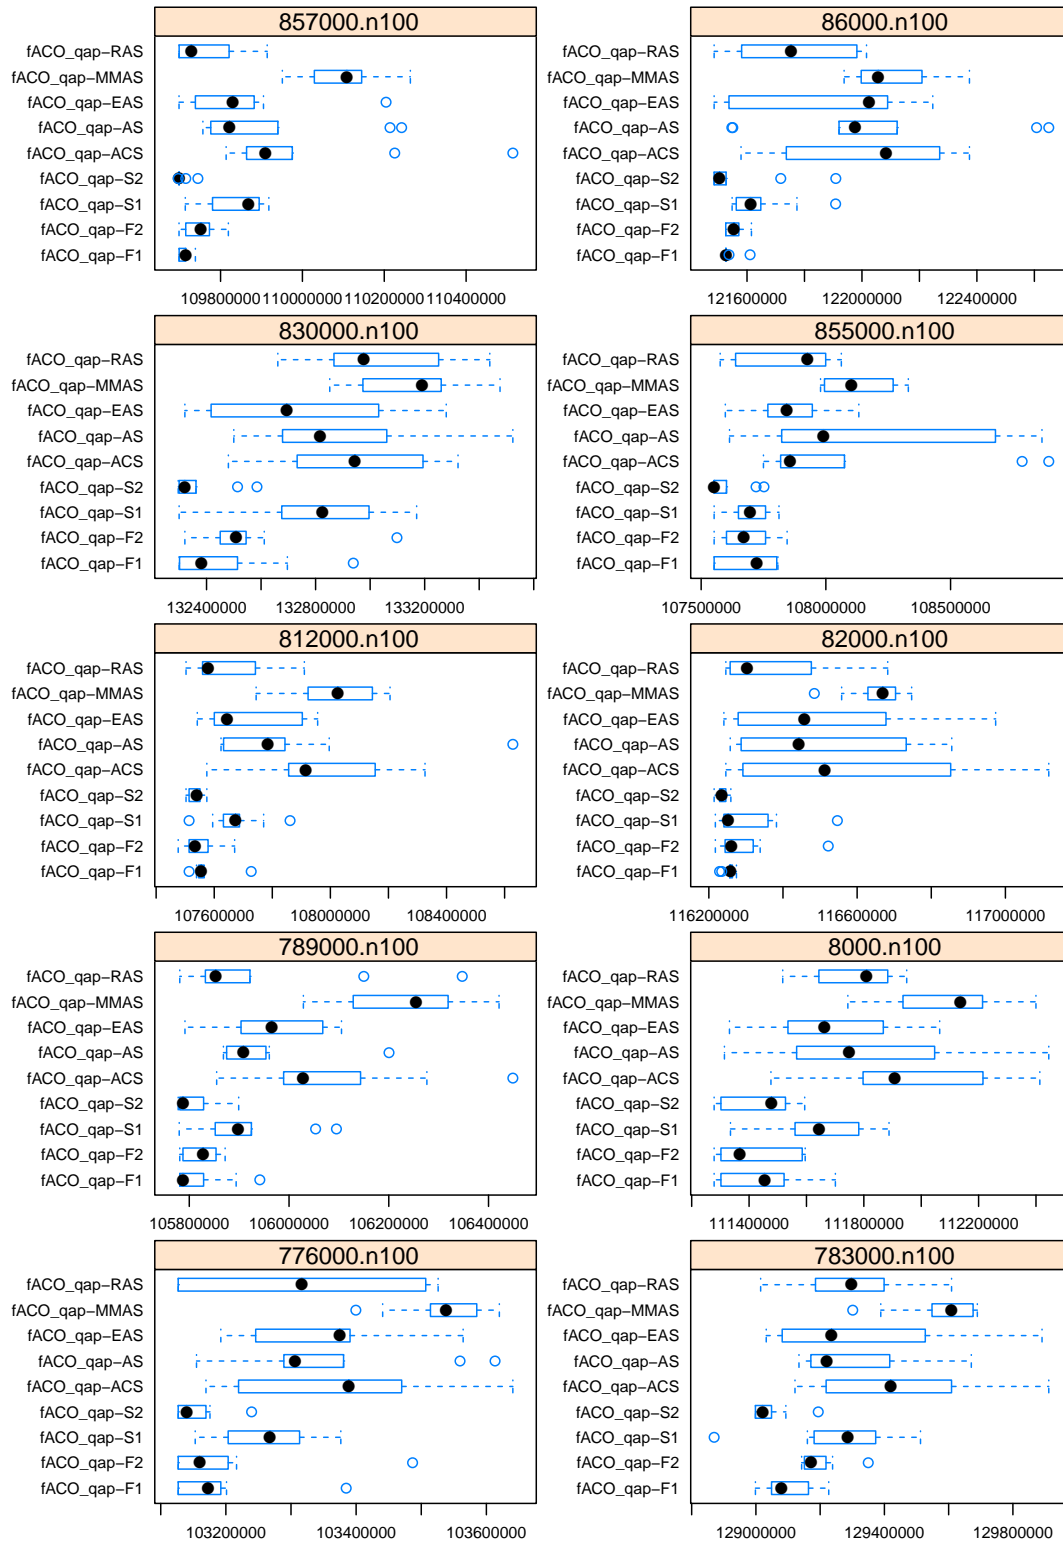 857000.n100
fACO_qap−RAS
fACO_qap−MMAS
fACO_qap−EAS
fACO_qap−AS
fACO_qap−ACS
fACO_qap−S2
fACO_qap−S1
fACO_qap−F2
fACO_qap−F1
109800000 110000000 110200000 110400000
86000.n100
fACO_qap−RAS
fACO_qap−MMAS
fACO_qap−EAS
fACO_qap−AS
fACO_qap−ACS
fACO_qap−S2
fACO_qap−S1
fACO_qap−F2
fACO_qap−F1
121600000 122000000 122400000
830000.n100
fACO_qap−RAS
fACO_qap−MMAS
fACO_qap−EAS
fACO_qap−AS
fACO_qap−ACS
fACO_qap−S2
fACO_qap−S1
fACO_qap−F2
fACO_qap−F1
132400000 132800000 133200000
855000.n100
fACO_qap−RAS
fACO_qap−MMAS
fACO_qap−EAS
fACO_qap−AS
fACO_qap−ACS
fACO_qap−S2
fACO_qap−S1
fACO_qap−F2
fACO_qap−F1
107500000 108000000 108500000
812000.n100
fACO_qap−RAS
fACO_qap−MMAS
fACO_qap−EAS
fACO_qap−AS
fACO_qap−ACS
fACO_qap−S2
fACO_qap−S1
fACO_qap−F2
fACO_qap−F1
107600000 108000000 108400000
82000.n100
fACO_qap−RAS
fACO_qap−MMAS
fACO_qap−EAS
fACO_qap−AS
fACO_qap−ACS
fACO_qap−S2
fACO_qap−S1
fACO_qap−F2
fACO_qap−F1
116200000 116600000 117000000
789000.n100
fACO_qap−RAS
fACO_qap−MMAS
fACO_qap−EAS
fACO_qap−AS
fACO_qap−ACS
fACO_qap−S2
fACO_qap−S1
fACO_qap−F2
fACO_qap−F1
105800000 106000000 106200000 106400000
8000.n100
fACO_qap−RAS
fACO_qap−MMAS
fACO_qap−EAS
fACO_qap−AS
fACO_qap−ACS
fACO_qap−S2
fACO_qap−S1
fACO_qap−F2
fACO_qap−F1
111400000 111800000 112200000
776000.n100
fACO_qap−RAS
fACO_qap−MMAS
fACO_qap−EAS
fACO_qap−AS
fACO_qap−ACS
fACO_qap−S2
fACO_qap−S1
fACO_qap−F2
fACO_qap−F1
103200000 103400000 103600000
783000.n100
fACO_qap−RAS
fACO_qap−MMAS
fACO_qap−EAS
fACO_qap−AS
fACO_qap−ACS
fACO_qap−S2
fACO_qap−S1
fACO_qap−F2
fACO_qap−F1
129000000 129400000 129800000